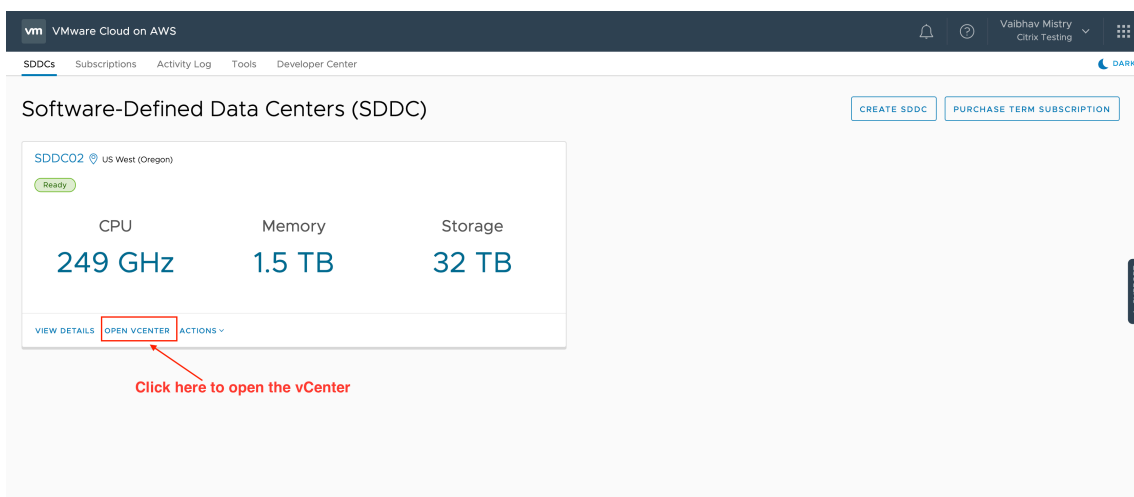 vm VMware Cloud on AWS
Vaibhav Mistry
Citrix Testing
SDDCs Subscriptions Activity Log Tools Developer Center
DARK
Software-Defined Data Centers (SDDC)
CREATE SDDC PURCHASE TERM SUBSCRIPTION
SDDC02 US West (Oregon)
Ready
CPU Memory Storage
249 GHz 1.5 TB 32 TB
VIEW DETAILS OPEN VCENTER ACTIONS
Click here to open the vCenter